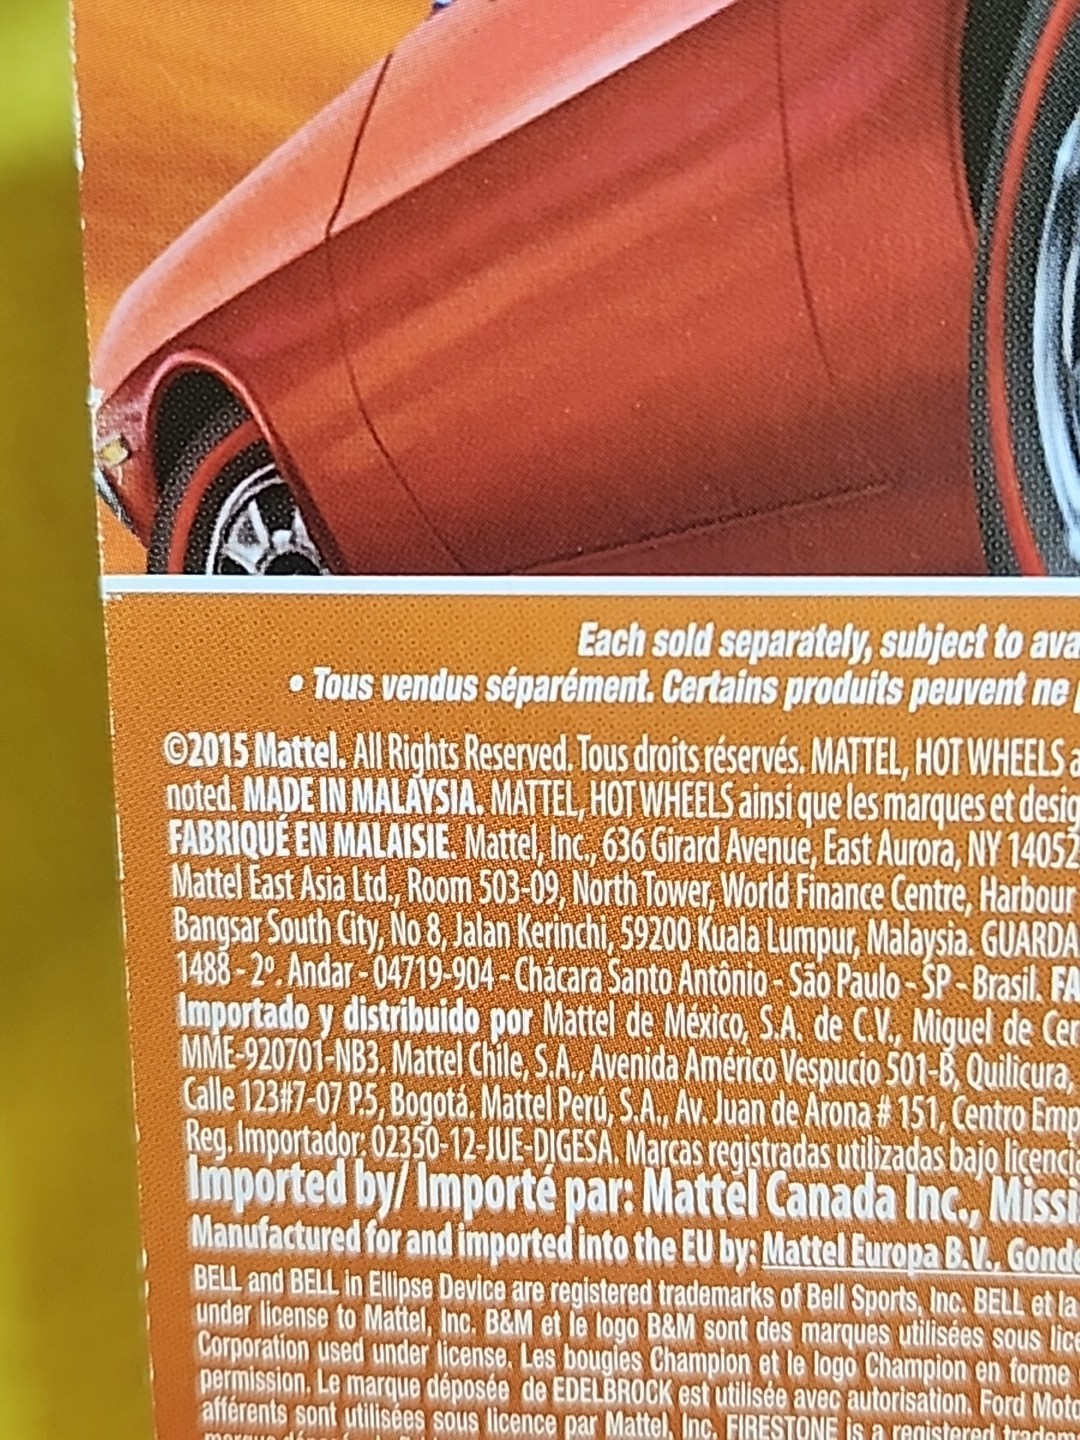 Each sold separately, subject to ava
• Tous vendus séparément. Certains produits peuvent ne p
©2015 Mattel. All Rights Reserved. Tous droits réservés. MATTEL, HOT WHEELS a
noted. MADE IN MALAYSIA. MATTEL, HOT WHEELS ainsi que les marques et desig
FABRIQUÉ EN MALAISIE. Mattel, Inc., 636 Girard Avenue, East Aurora, NY 14052
Mattel East Asia Ltd., Room 503-09, North Tower, World Finance Centre, Harbour
Bangsar South City, No 8, Jalan Kerinchi, 59200 Kuala Lumpur, Malaysia. GUARDA
1488 - 2º. Andar - 04719-904 - Chácara Santo Antônio - São Paulo - SP - Brasil. FA
Importado y distribuido por Mattel de México, S.A. de C.V., Miguel de Cer
MME-920701-NB3. Mattel Chile, S.A., Avenida Américo Vespucio 501-B, Quilicura,
Calle 123#7-07 P.5, Bogotá. Mattel Perú, S.A., Av. Juan de Arona # 151, Centro Emp
Reg. Importador: 02350-12-JUE-DIGESA. Marcas registradas utilizadas bajo licenci
Imported by/ Importé par: Mattel Canada Inc., Missi
Manufactured for and imported into the EU by: Mattel Europa B.V., Gond
BELL and BELL in Ellipse Device are registered trademarks of Bell Sports, Inc. BELL et la
under license to Mattel, Inc. B&M et le logo B&M sont des marques utilisées sous lice
Corporation used under license. Les bougies Champion et le logo Champion en forme
permission. Le marque déposée de EDELBROCK est utilisée avec autorisation. Ford Moto
afférents sont utilisées sous licence par Mattel, Inc. FIRESTONE is a registered tradem